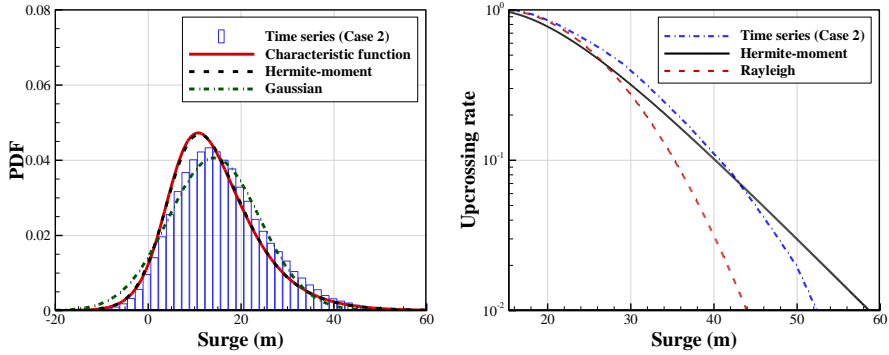 0.08
0.06
0.04
0.02
0
PDF
-20
0
20
40
60
Surge (m)
Time series (Case 2)
Characteristic function
Hermite-moment
Gaussian
10^0
10^-1
10^-2
Upcrossing rate
20
30
40
50
60
Surge (m)
Time series (Case 2)
Hermite-moment
Rayleigh